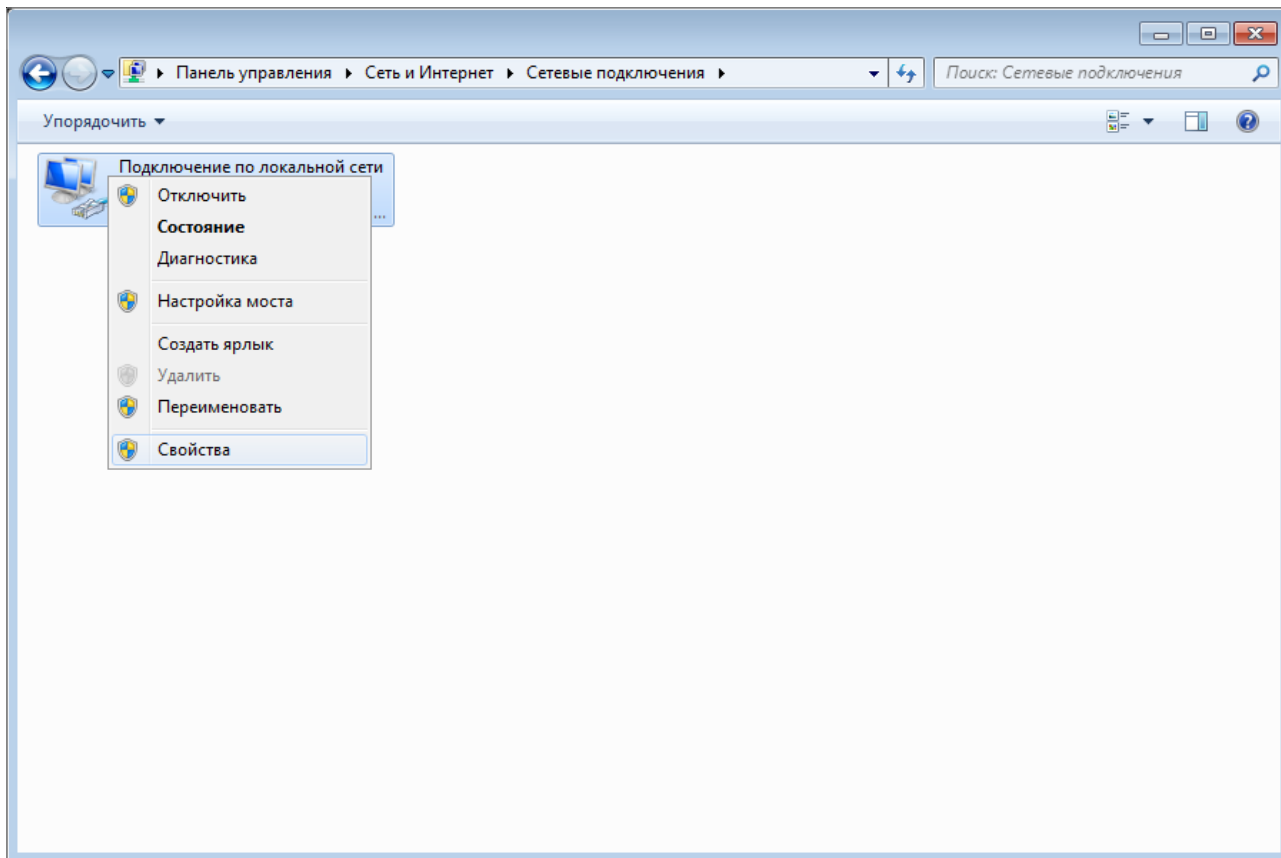 Панель управления ▸ Сеть и Интернет ▸ Сетевые подключения ▸
Поиск: Сетевые подключения
Упорядочить
Подключение по локальной сети
...
Отключить
Состояние
Диагностика
Настройка моста
Создать ярлык
Удалить
Переименовать
Свойства